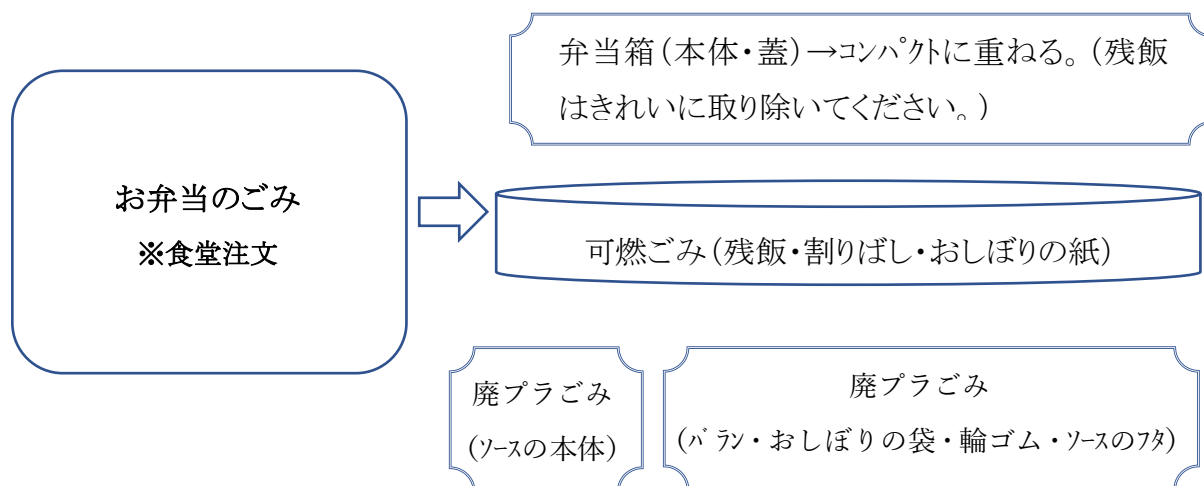 弁当箱(本体・蓋)→ｺﾝﾊﾟｸﾄに重ねる。(残飯
はきれいに取り除いてください。)
お弁当のごみ
※食堂注文
可燃ごみ(残飯・割りばし・おしぼりの紙)
廃プラごみ
(ｿｰｽの本体)
廃プラごみ
(ﾊﾞﾗﾝ・おしぼりの袋・輪ゴム・ｿｰｽのﾌﾀ)